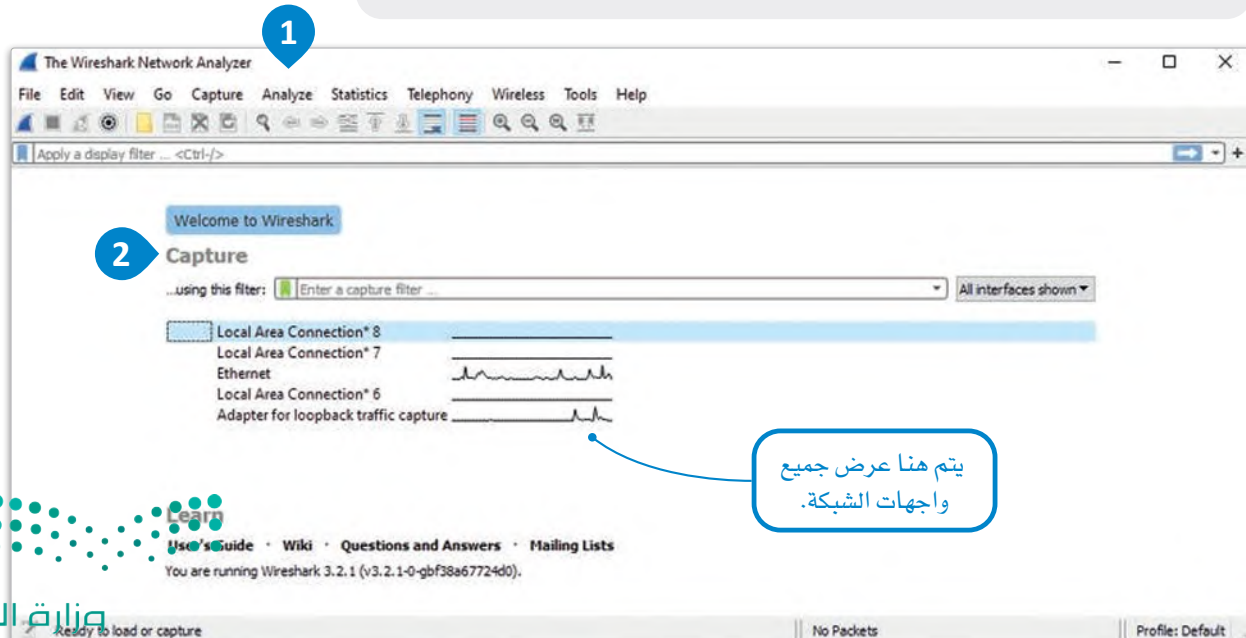 1
The Wireshark Network Analyzer
File Edit View Go Capture Analyze Statistics Telephony Wireless Tools Help
Apply a display filter ... <Ctrl-/>
+
Welcome to Wireshark
2
Capture
...using this filter: Enter a capture filter ... All interfaces shown
Local Area Connection* 8
Local Area Connection* 7
Ethernet
Local Area Connection* 6
Adapter for loopback traffic capture
يتم هنا عرض جميع
واجهات الشبكة.
Learn
User's Guide · Wiki · Questions and Answers · Mailing Lists
You are running Wireshark 3.2.1 (v3.2.1-0-gbf38a67724d0).
وزارة
Ready to load or capture No Packets Profile: Default